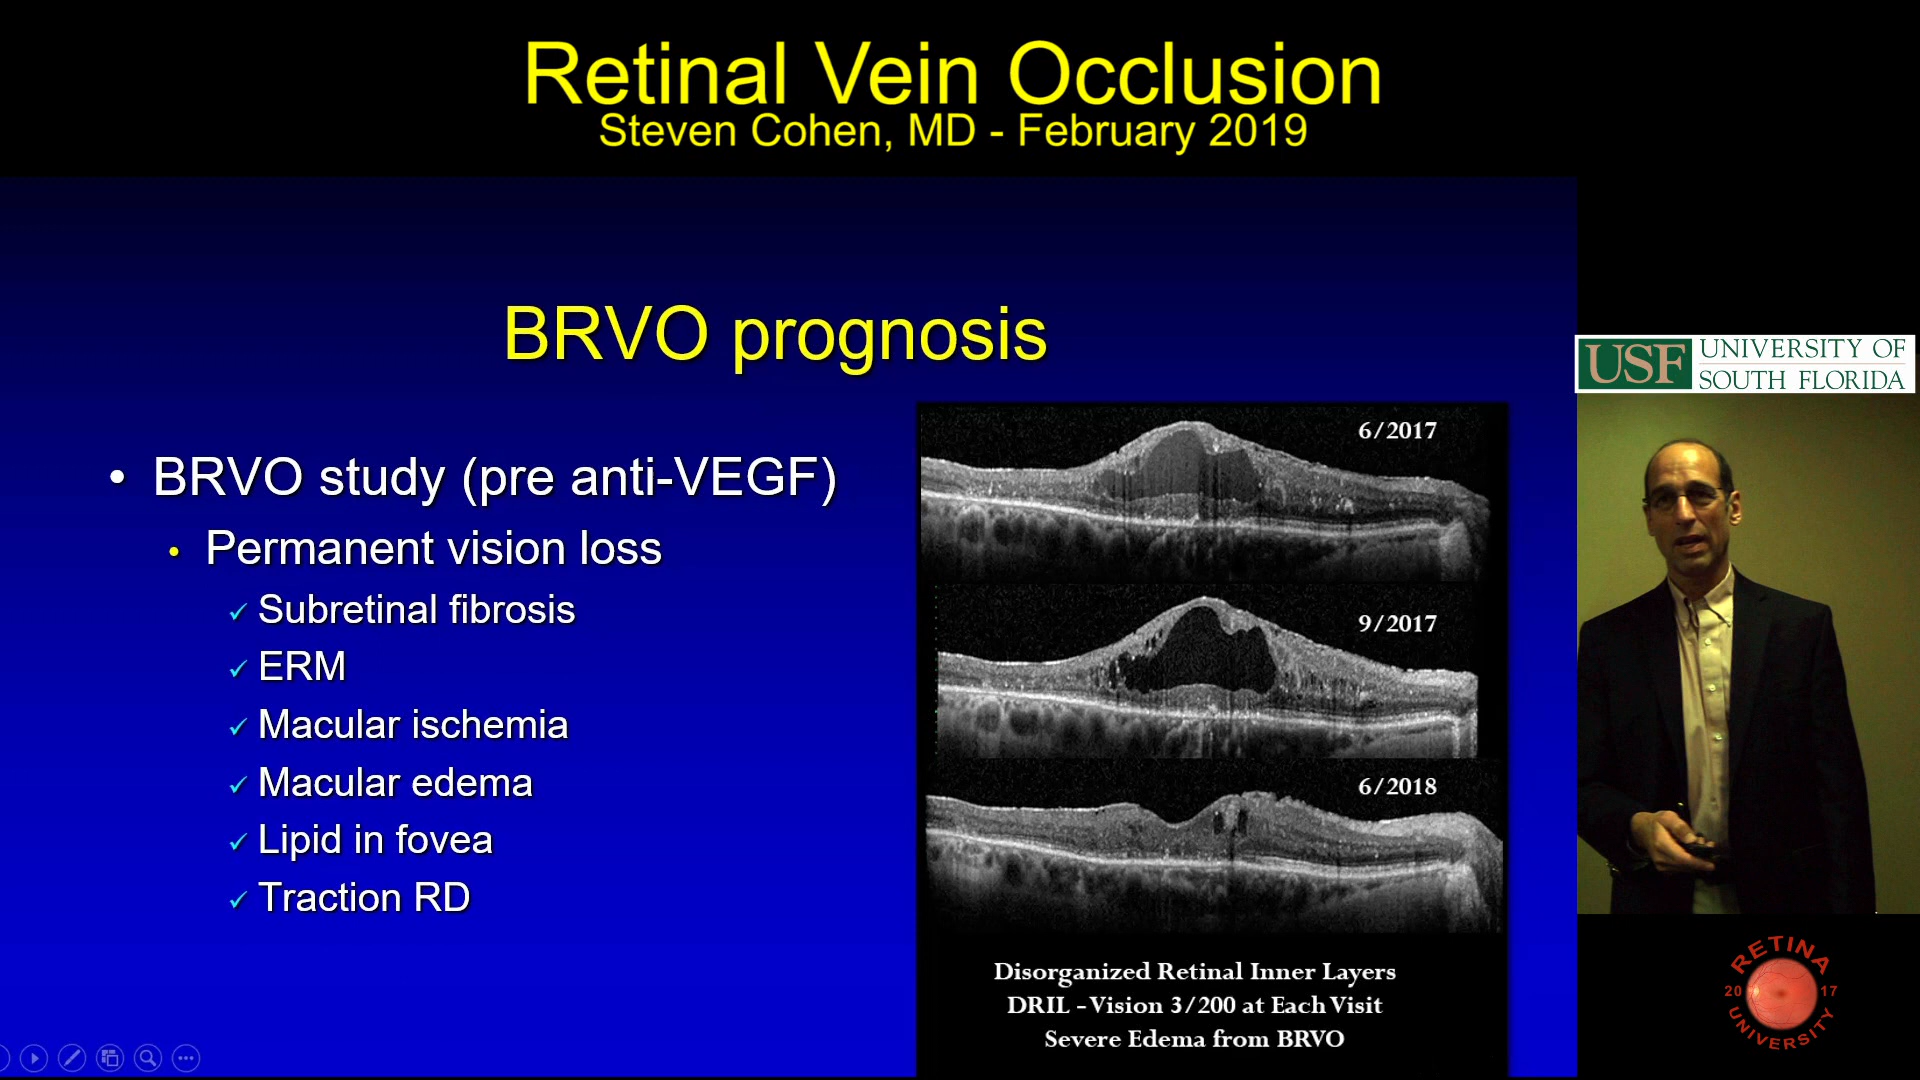 Retinal Vein Occlusion
Steven Cohen, MD - February 2019
BRVO prognosis
• BRVO study (pre anti-VEGF)
• Permanent vision loss
✓ Subretinal fibrosis
✓ ERM
✓ Macular ischemia
✓ Macular edema
✓ Lipid in fovea
✓ Traction RD
6/2017
9/2017
6/2018
Disorganized Retinal Inner Layers
DRIL - Vision 3/200 at Each Visit
Severe Edema from BRVO
USF UNIVERSITY OF
SOUTH FLORIDA
RETINA
20 17
UNIVERSITY